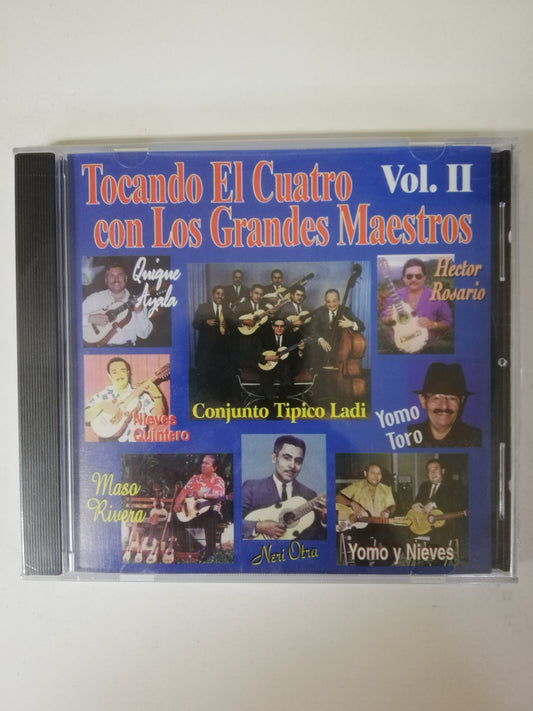 Tocando El Cuatro
Vol. II
con Los Grandes Maestros
Quique
Ayala
Hector
Rosario
Nieves
Quintero
Conjunto Tipico Ladi
Yomo
Toro
Maso
Rivera
Neri Otra
Yomo y Nieves